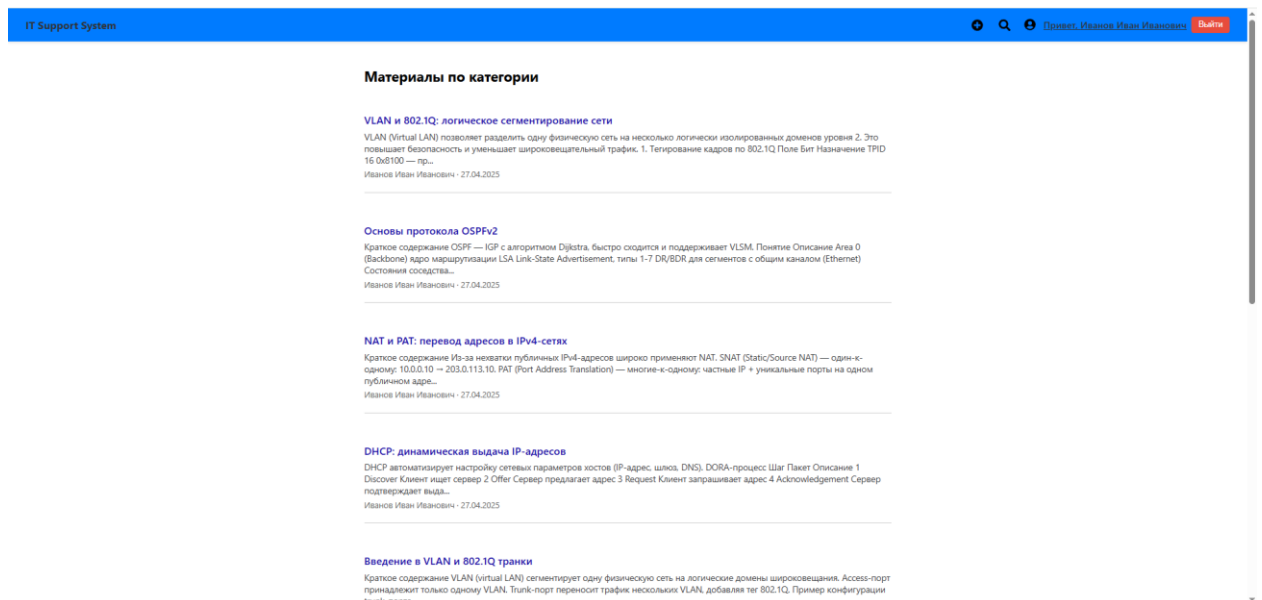 IT Support System
Привет, Иванов Иван Иванович Выйти
Материалы по категории
VLAN и 802.1Q: логическое сегментирование сети
VLAN (Virtual LAN) позволяет разделить одну физическую сеть на несколько логически изолированных доменов уровня 2. Это
повышает безопасность и уменьшает широковещательный трафик. 1. Тегирование кадров по 802.1Q Поле Бит Назначение TPID
16 0x8100 — пр...
Иванов Иван Иванович · 27.04.2025
Основы протокола OSPFv2
Краткое содержание OSPF — IGP с алгоритмом Dijkstra, быстро сходится и поддерживает VLSM. Понятие Описание Area 0
(Backbone) ядро маршрутизации LSA Link-State Advertisement, типы 1-7 DR/BDR для сегментов с общим каналом (Ethernet)
Состояния соседства...
Иванов Иван Иванович · 27.04.2025
NAT и PAT: перевод адресов в IPv4-сетях
Краткое содержание Из-за нехватки публичных IPv4-адресов широко применяют NAT. SNAT (Static/Source NAT) — один-к-
одному: 10.0.0.10 → 203.0.113.10. PAT (Port Address Translation) — многие-к-одному: частные IP + уникальные порты на одном
публичном адре...
Иванов Иван Иванович · 27.04.2025
DHCP: динамическая выдача IP-адресов
DHCP автоматизирует настройку сетевых параметров хостов (IP-адрес, шлюз, DNS). DORA-процесс Шаг Пакет Описание 1
Discover Клиент ищет сервер 2 Offer Сервер предлагает адрес 3 Request Клиент запрашивает адрес 4 Acknowledgement Сервер
подтверждает выда...
Иванов Иван Иванович · 27.04.2025
Введение в VLAN и 802.1Q транки
Краткое содержание VLAN (virtual LAN) сегментирует одну физическую сеть на логические домены широковещания. Access-порт
принадлежит только одному VLAN. Trunk-порт переносит трафик нескольких VLAN, добавляя тег 802.1Q. Пример конфигурации